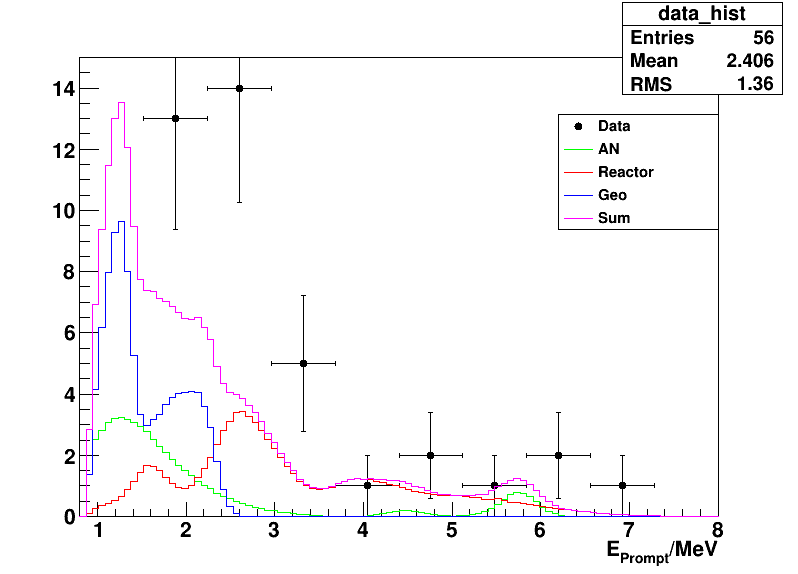 data_hist
Entries 56
Mean 2.406
RMS 1.36
Data
AN
Reactor
Geo
Sum
14
12
10
8
6
4
2
0
1 2 3 4 5 6 7 8
E_Prompt/MeV